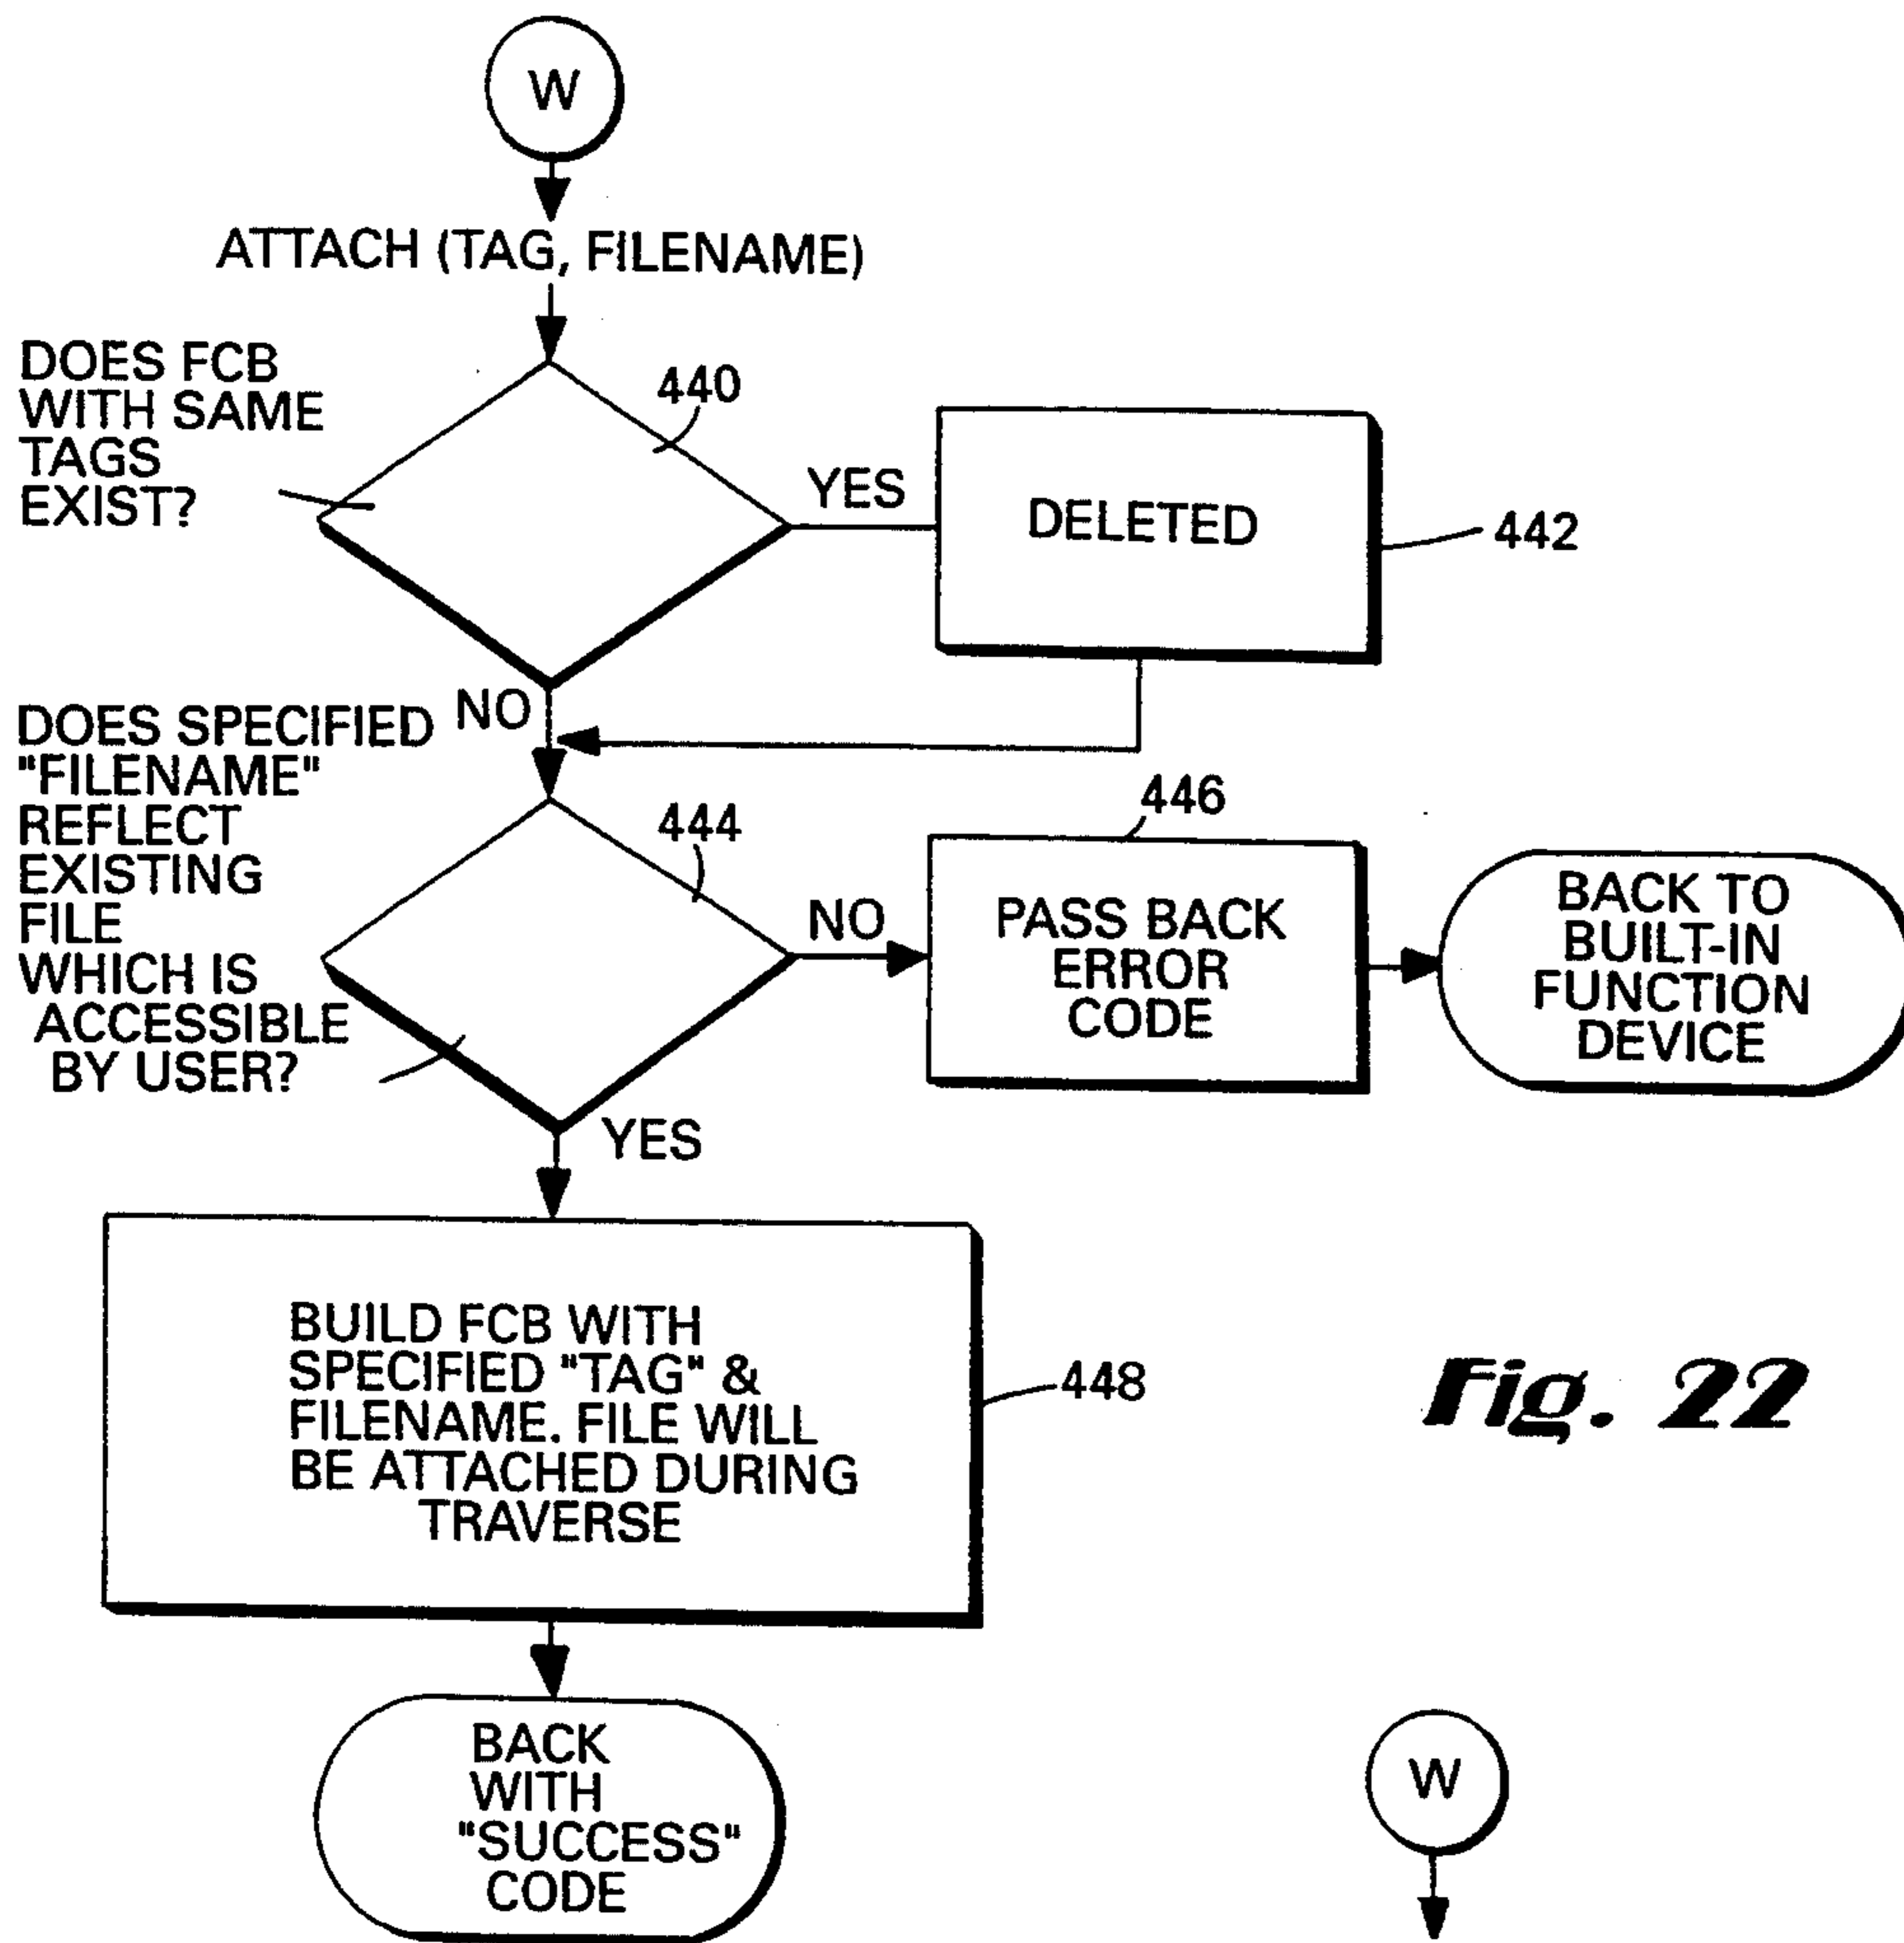 W
ATTACH (TAG, FILENAME)
DOES FCB
WITH SAME
TAGS
EXIST?
440
YES
DELETED
442
NO
DOES SPECIFIED
"FILENAME"
REFLECT
EXISTING
FILE
WHICH IS
ACCESSIBLE
BY USER?
444
NO
446
PASS BACK
ERROR
CODE
BACK TO
BUILT-IN
FUNCTION
DEVICE
YES
BUILD FCB WITH
SPECIFIED "TAG" &
FILENAME. FILE WILL
BE ATTACHED DURING
TRAVERSE
448
Fig. 22
BACK
WITH
"SUCCESS"
CODE
W